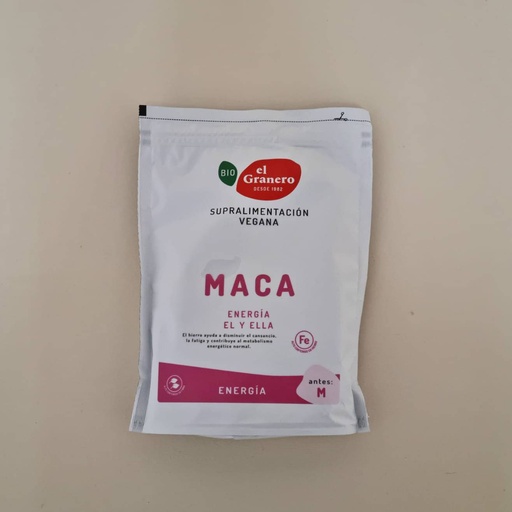 BIO
el
Granero
DESDE 1982
SUPRALIMENTACIÓN
VEGANA
MACA
ENERGÍA
EL Y ELLA
El hierro ayuda a disminuir el cansancio,
la fatiga y contribuye al metabolismo
energético normal.
Fe
antes:
M
ENERGÍA